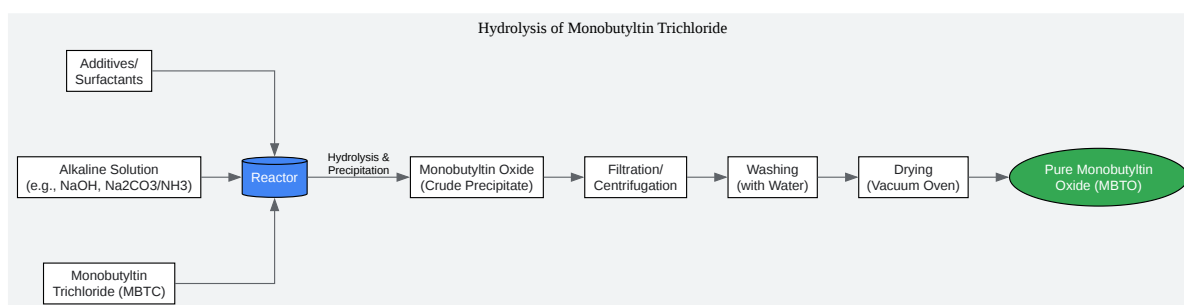 Hydrolysis of Monobutyltin Trichloride
Additives/
Surfactants
Alkaline Solution
(e.g., NaOH, Na2CO3/NH3)
Monobutyltin
Trichloride (MBTC)
Reactor
Hydrolysis &
Precipitation
Monobutyltin Oxide
(Crude Precipitate)
Filtration/
Centrifugation
Washing
(with Water)
Drying
(Vacuum Oven)
Pure Monobutyltin
Oxide (MBTO)